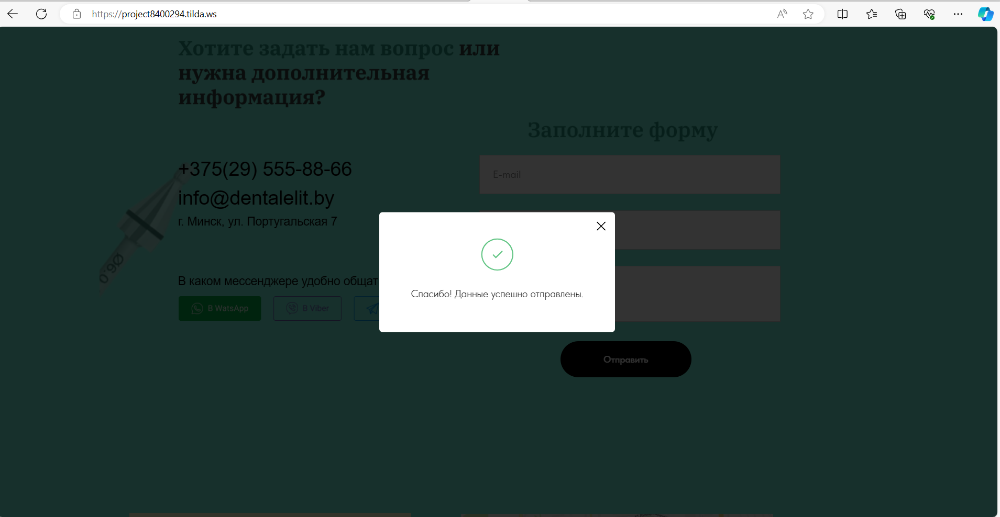 https://project8400294.tilda.ws
Хотите задать нам вопрос или
нужна дополнительная
информация?
Заполните форму
+375(29) 555-88-66
E-mail
info@dentalelit.by
г. Минск, ул. Португальская 7
Ø6.0
Спасибо! Данные успешно отправлены.
В каком мессенджере удобно общат
В WatsApp
В Viber
Отправить